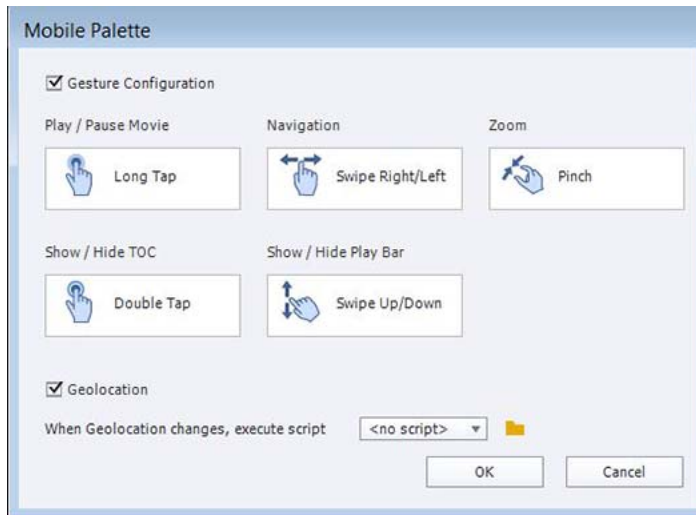 Mobile Palette
Gesture Configuration
Play / Pause Movie
Navigation
Zoom
Long Tap
Swipe Right/Left
Pinch
Show / Hide TOC
Show / Hide Play Bar
Double Tap
Swipe Up/Down
Geolocation
When Geolocation changes, execute script
<no script>
OK
Cancel